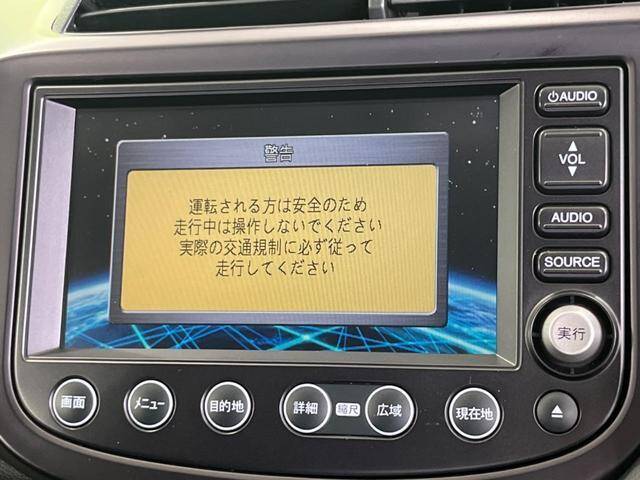 警告
運転される方は安全のため
走行中は操作しないでください
実際の交通規制に必ず従って
走行してください
AUDIO
VOL
AUDIO
SOURCE
実行
画面
メニュー
目的地
詳細
縮尺
広域
現在地